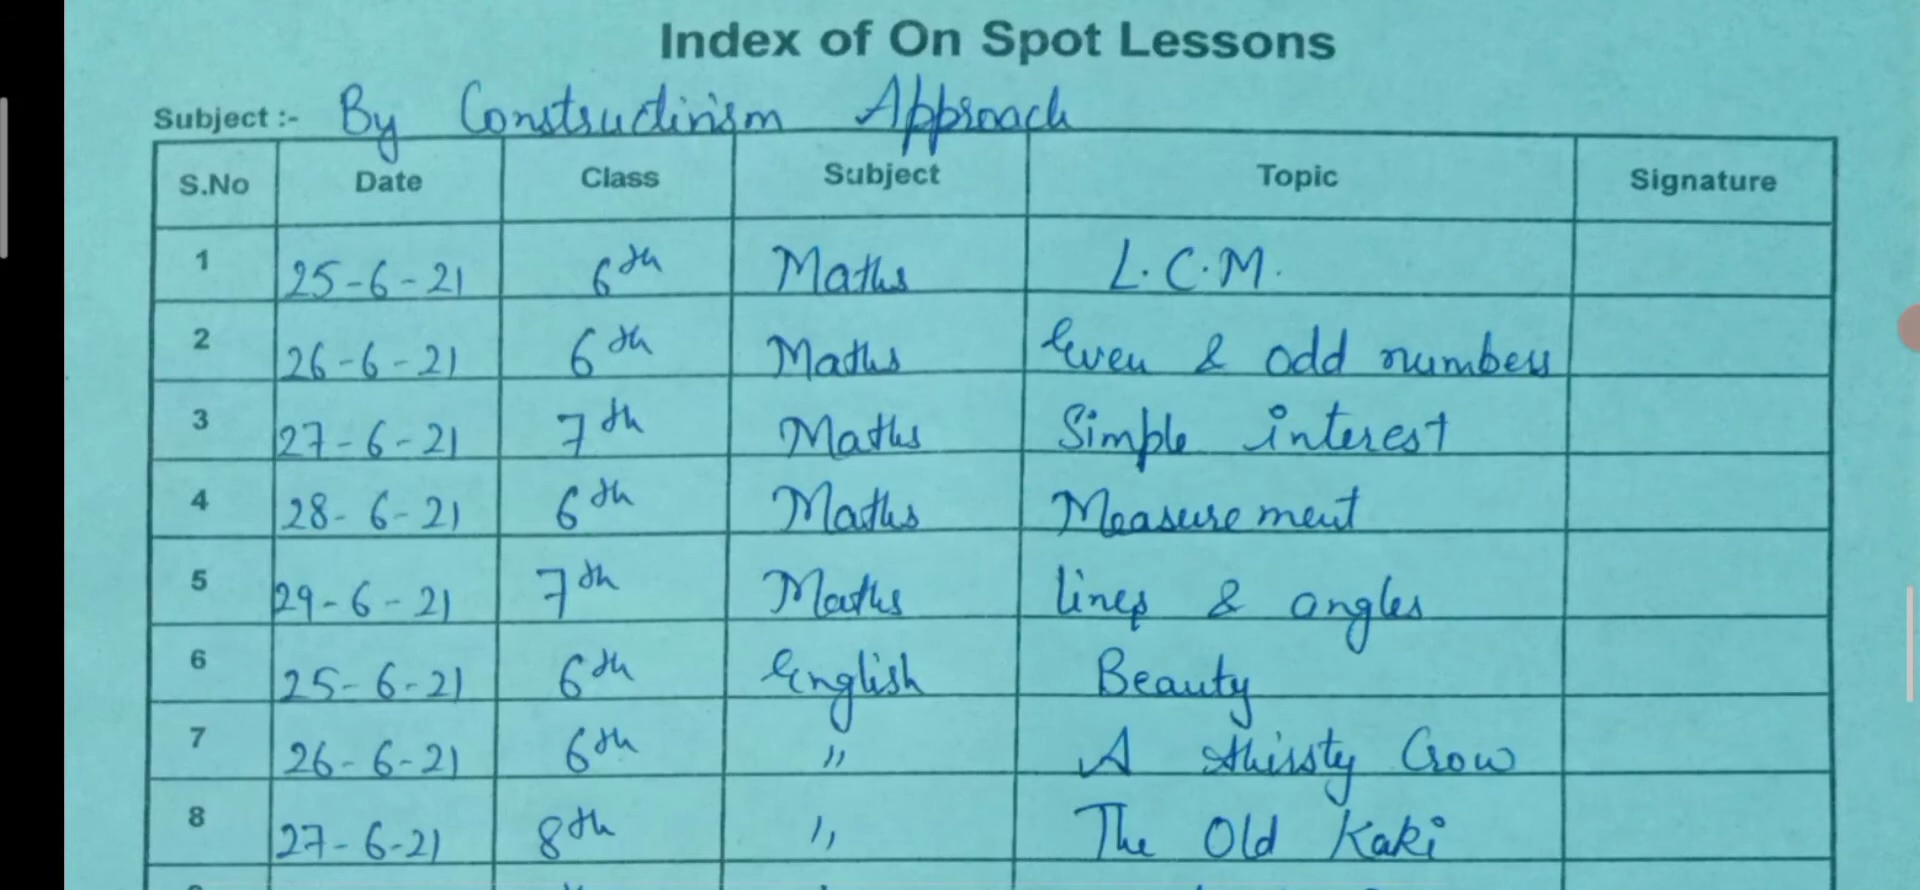 Index of On Spot Lessons
Subject :- By Constructivism Approach
S.No Date Class Subject Topic Signature
1 25-6-21 6th Maths L.C.M.
2 26-6-21 6th Maths Even & odd numbers
3 27-6-21 7th Maths Simple interest
4 28-6-21 6th Maths Measurement
5 29-6-21 7th Maths lines & angles
6 25-6-21 6th English Beauty
7 26-6-21 6th " A thirsty Crow
8 27-6-21 8th " The Old Kaki